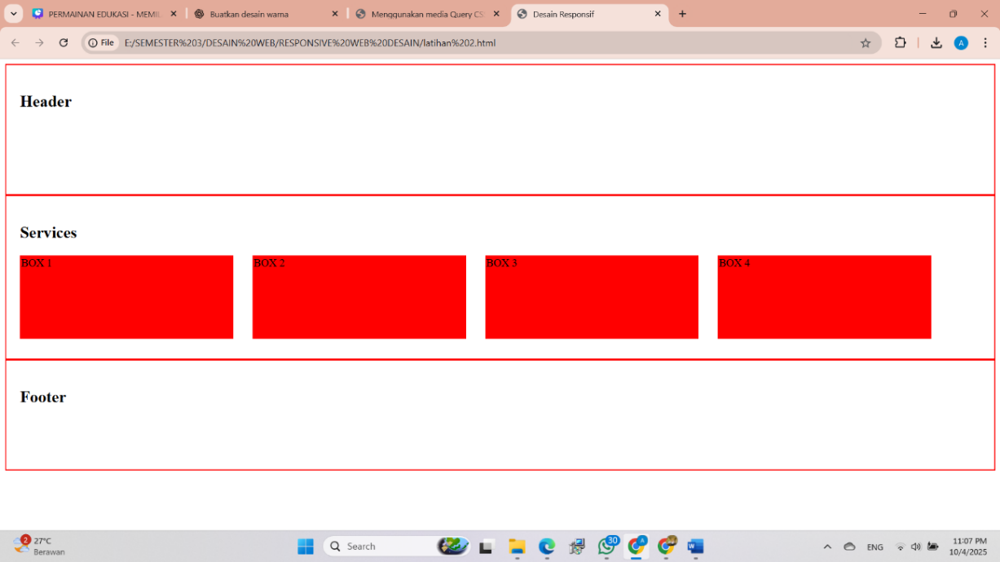 PERMAINAN EDUKASI - MEMIL
Buatkan desain warna
Menggunakan media Query CS
Desain Responsif
File
E:/SEMESTER%203/DESAIN%20WEB/RESPONSIVE%20WEB%20DESAIN/latihan%202.html
A
Header
Services
BOX 1
BOX 2
BOX 3
BOX 4
Footer
2
27°C
Berawan
Search
30
A
W
ENG
11:07 PM
10/4/2025